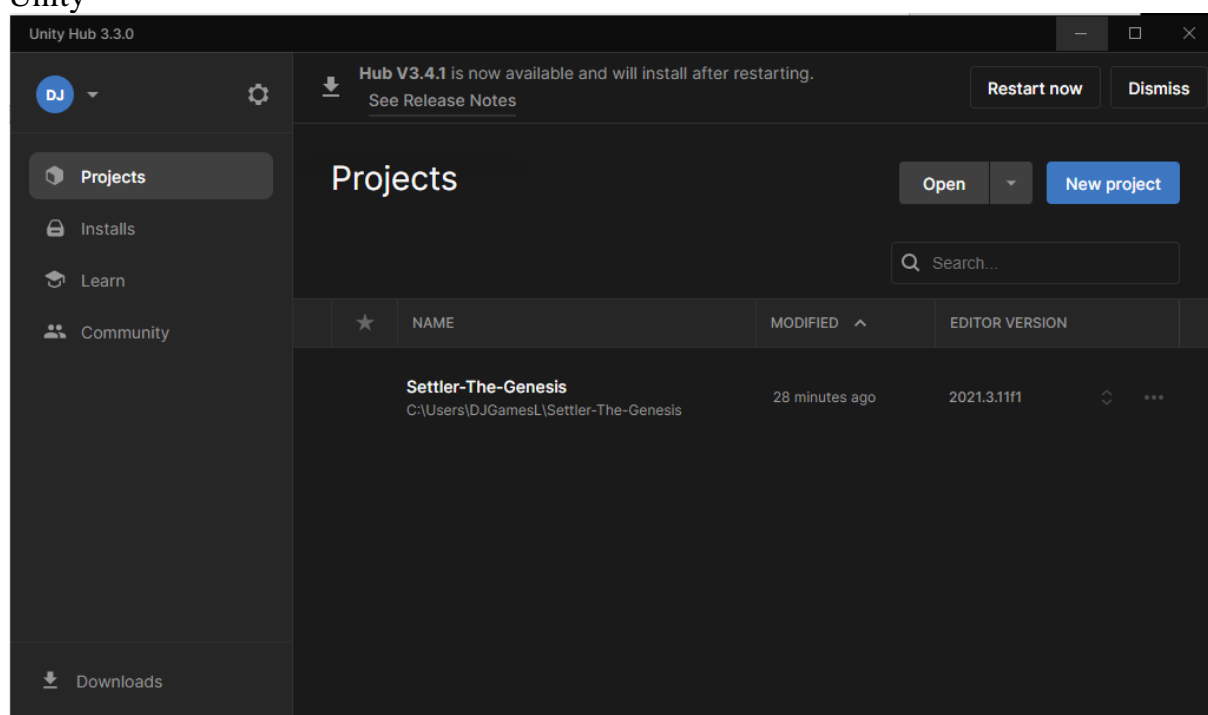 Unity
Unity Hub 3.3.0
DJ
Hub V3.4.1 is now available and will install after restarting.
See Release Notes
Restart now
Dismiss
Projects
Installs
Learn
Community
Downloads
Projects
Open
New project
Search...
NAME
MODIFIED
EDITOR VERSION
Settler-The-Genesis
C:\Users\DJGamesL\Settler-The-Genesis
28 minutes ago
2021.3.11f1